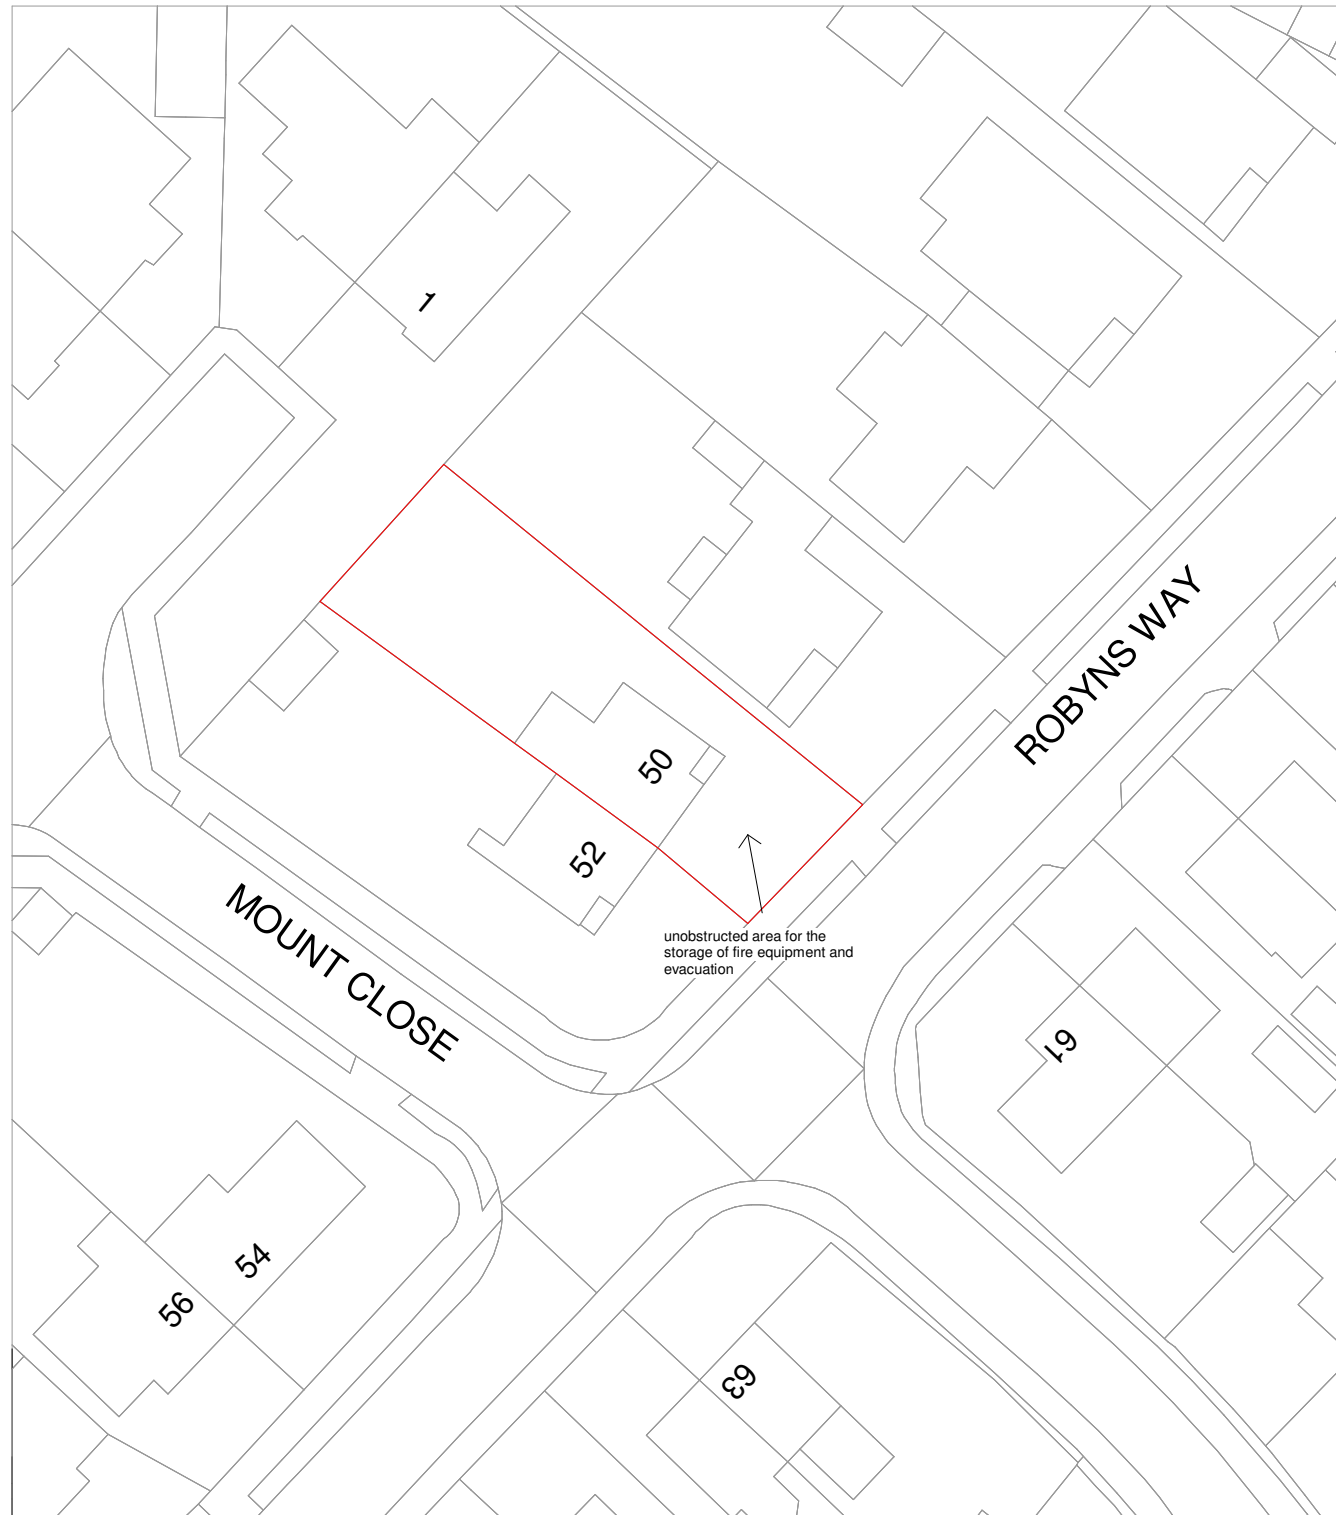 1
ROBYNS WAY
50
52
MOUNT CLOSE
unobstructed area for the
storage of fire equipment and
evacuation
61
54
56
63